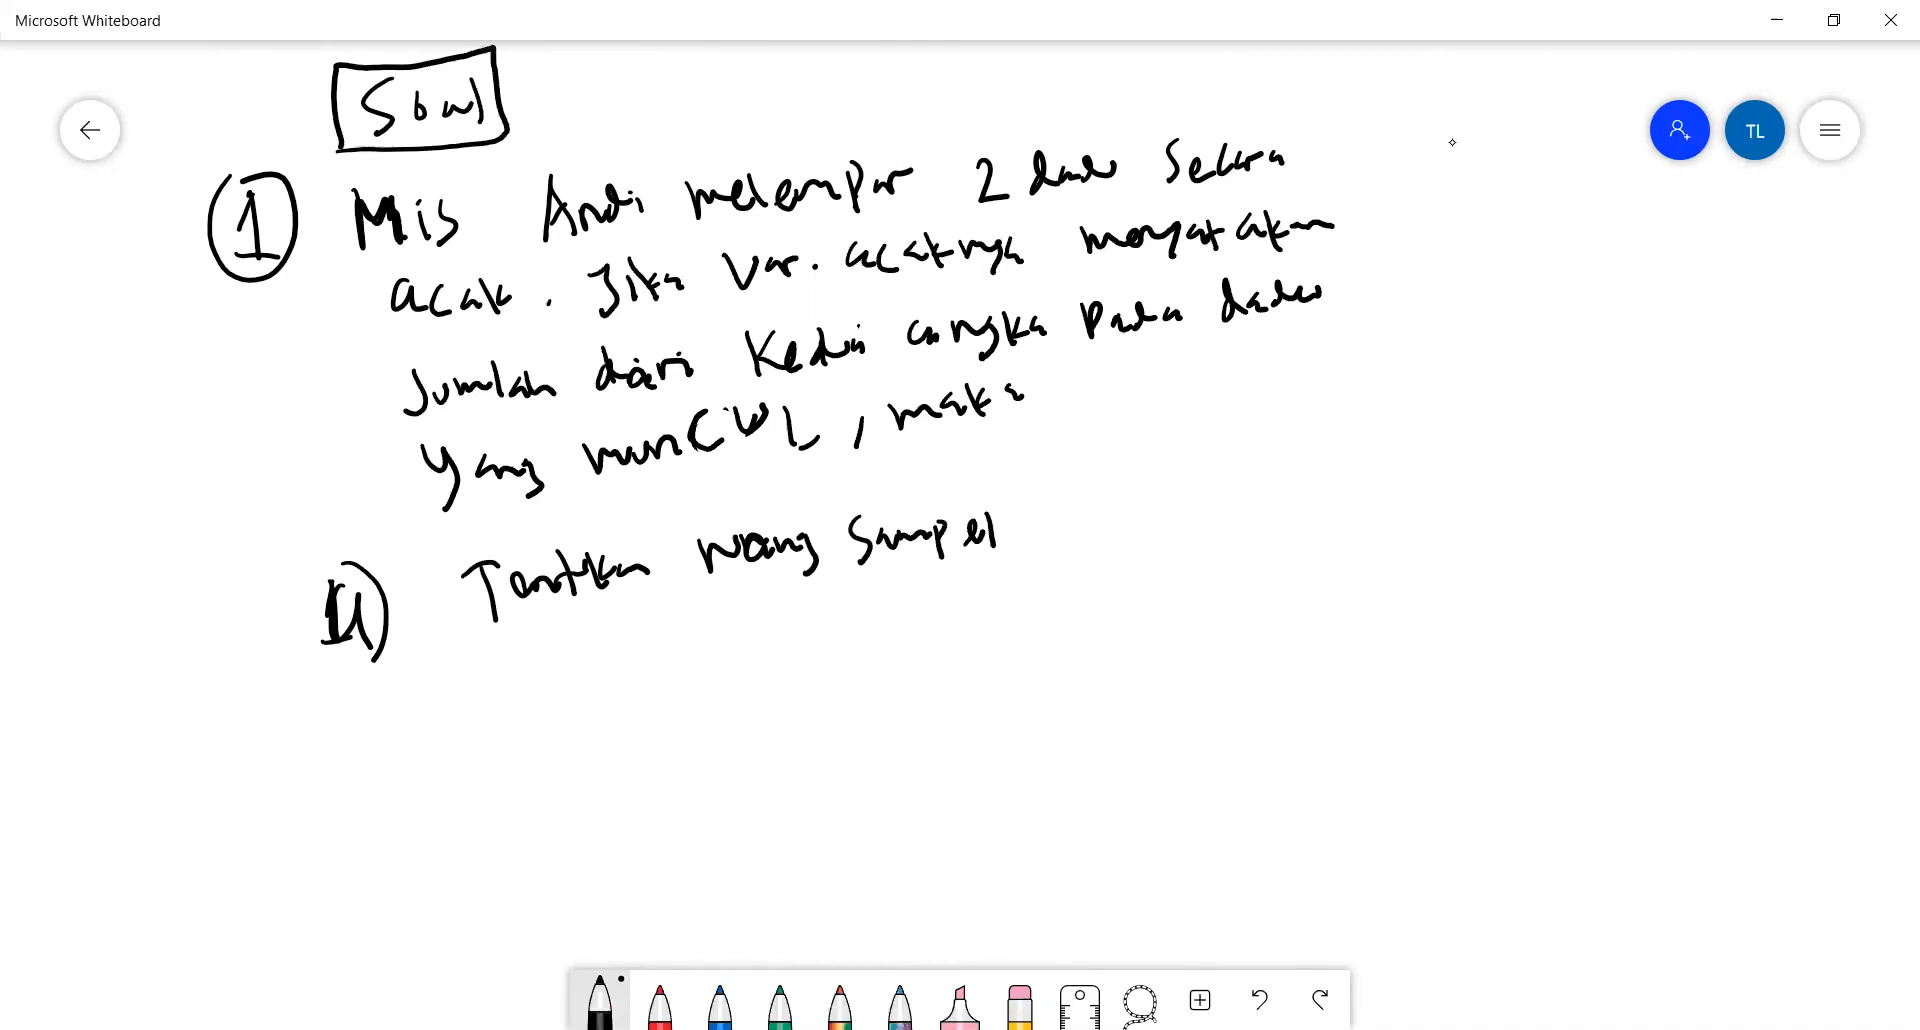 Microsoft Whiteboard
Soal
TL
1 Mis Andi melempar 2 dadu secara
acak. Jika Var. acaknya menyatakan
jumlah dari kedua angka pada dadu
yang muncul, maka
Tentukan ruang sampel